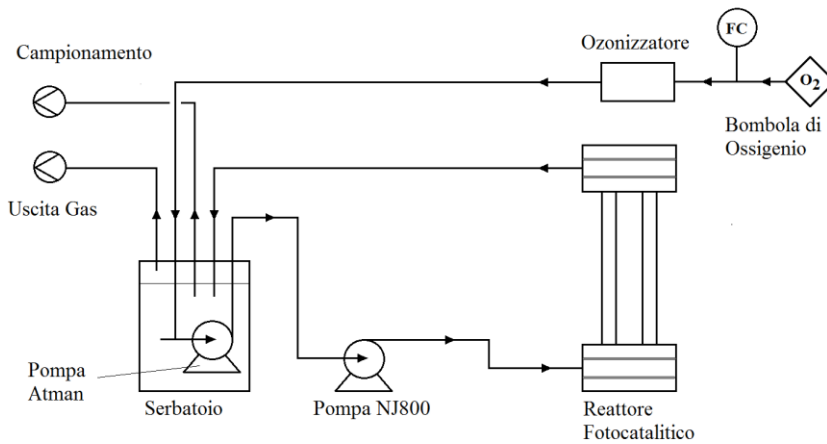 Campionamento
Ozonizzatore
FC
O2
Bombola di
Ossigenio
Uscita Gas
Pompa
Atman
Serbatoio
Pompa NJ800
Reattore
Fotocatalitico